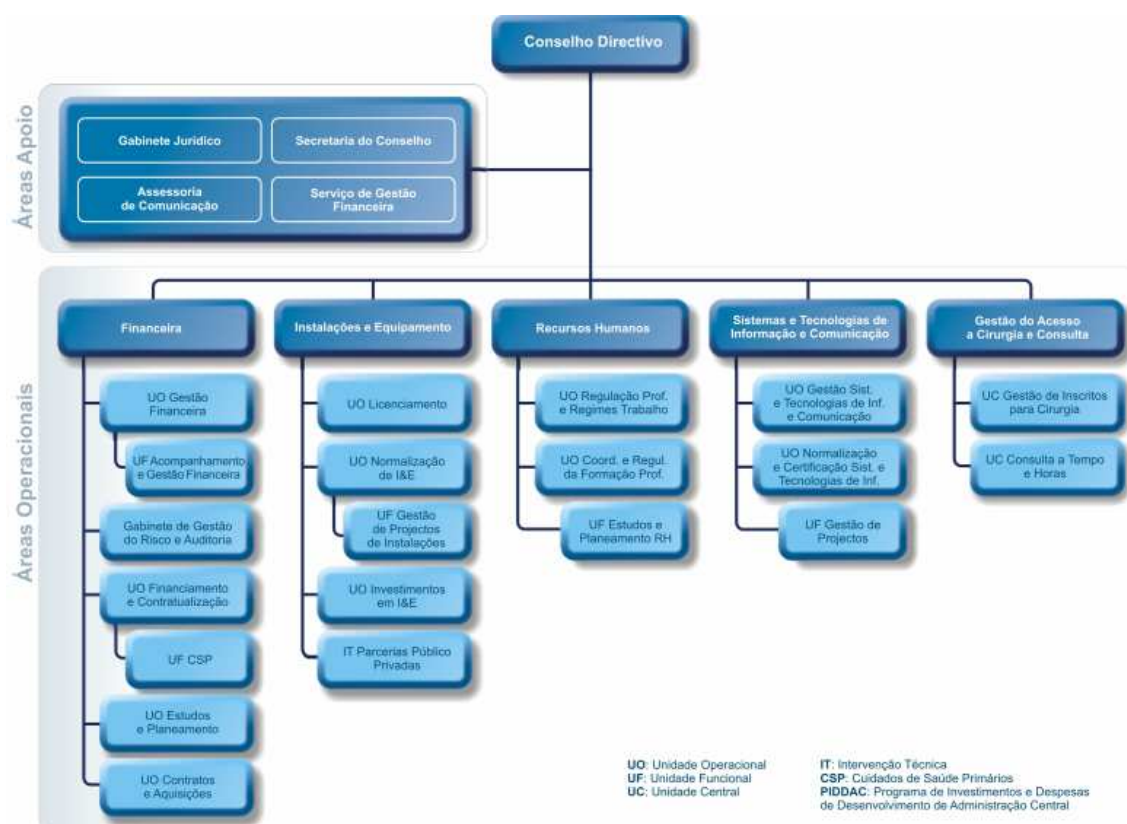 Conselho Directivo
Áreas Apoio
Gabinete Jurídico
Secretaria do Conselho
Assessoria
de Comunicação
Serviço de Gestão
Financeira
Áreas Operacionais
Financeira
UO Gestão
Financeira
UF Acompanhamento
e Gestão Financeira
Gabinete de Gestão
do Risco e Auditoria
UO Financiamento
e Contratualização
UF CSP
UO Estudos
e Planeamento
UO Contratos
e Aquisições
Instalações e Equipamento
UO Licenciamento
UO Normalização
de I&E
UF Gestão
de Projectos
de Instalações
UO Investimentos
em I&E
IT Parcerias Público
Privadas
Recursos Humanos
UO Regulação Prof.
e Regimes Trabalho
UO Coord. e Regul.
da Formação Prof.
UF Estudos e
Planeamento RH
Sistemas e Tecnologias de
Informação e Comunicação
UO Gestão Sist.
e Tecnologias de Inf.
e Comunicação
UO Normalização
e Certificação Sist. e
Tecnologias de Inf.
UF Gestão de
Projectos
Gestão do Acesso
a Cirurgia e Consulta
UC Gestão de Inscritos
para Cirurgia
UC Consulta a Tempo
e Horas
UO: Unidade Operacional
UF: Unidade Funcional
UC: Unidade Central
IT: Intervenção Técnica
CSP: Cuidados de Saúde Primários
PIDDAC: Programa de Investimentos e Despesas
de Desenvolvimento de Administração Central